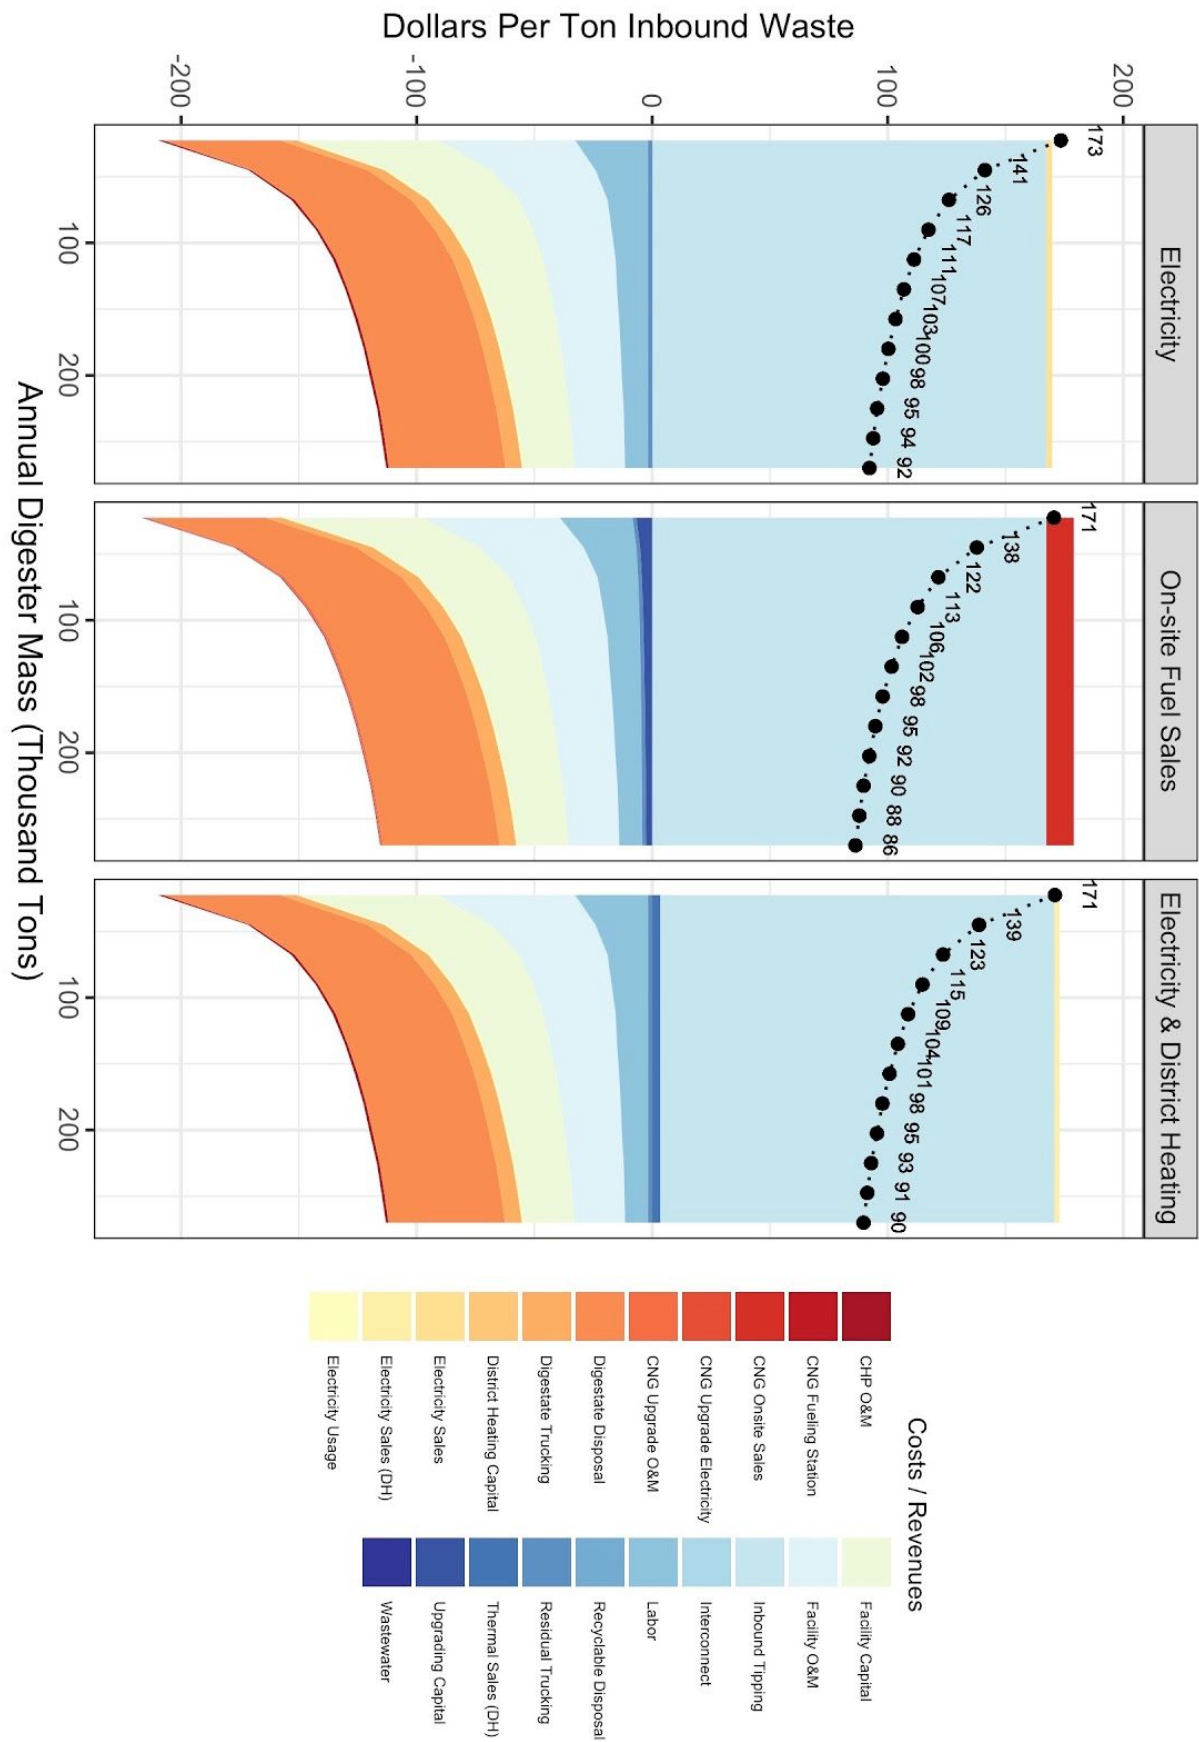 Dollars Per Ton Inbound Waste
-200
-100
0
100
200
Electricity
173
141
126
117
111
107
103
100
98
95
94
92
100
200
On-site Fuel Sales
171
138
122
113
106
102
98
95
92
90
88
86
100
200
Electricity & District Heating
171
139
123
115
109
104
101
98
95
93
91
90
100
200
Annual Digester Mass (Thousand Tons)
Costs / Revenues
CHP O&M
CNG Fueling Station
CNG Onsite Sales
CNG Upgrade Electricity
CNG Upgrade O&M
Digestate Disposal
Digestate Trucking
District Heating Capital
Electricity Sales
Electricity Sales (DH)
Electricity Usage
Facility Capital
Facility O&M
Inbound Tipping
Interconnect
Labor
Recyclable Disposal
Residual Trucking
Thermal Sales (DH)
Upgrading Capital
Wastewater